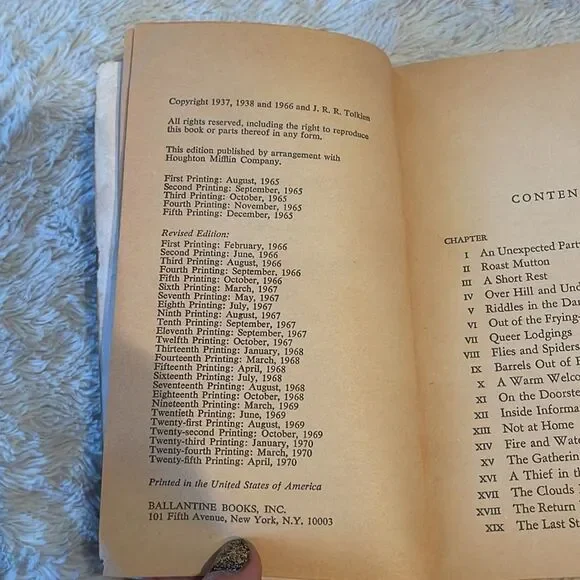 Copyright 1937, 1938 and 1966 and J. R. R. Tolkien
All rights reserved, including the right to reproduce
this book or parts thereof in any form.
This edition published by arrangement with
Houghton Mifflin Company.
First Printing: August, 1965
Second Printing: September, 1965
Third Printing: October, 1965
Fourth Printing: November, 1965
Fifth Printing: December, 1965
Revised Edition:
First Printing: February, 1966
Second Printing: June, 1966
Third Printing: August, 1966
Fourth Printing: September, 1966
Fifth Printing: October, 1966
Sixth Printing: March, 1967
Seventh Printing: May, 1967
Eighth Printing: July, 1967
Ninth Printing: August, 1967
Tenth Printing: September, 1967
Eleventh Printing: September, 1967
Twelfth Printing: October, 1967
Thirteenth Printing: January, 1968
Fourteenth Printing: March, 1968
Fifteenth Printing: April, 1968
Sixteenth Printing: July, 1968
Seventeenth Printing: August, 1968
Eighteenth Printing: October, 1968
Nineteenth Printing: March, 1969
Twentieth Printing: June, 1969
Twenty-first Printing: August, 1969
Twenty-second Printing: October, 1969
Twenty-third Printing: January, 1970
Twenty-fourth Printing: March, 1970
Twenty-fifth Printing: April, 1970
Printed in the United States of America
BALLANTINE BOOKS, INC.
101 Fifth Avenue, New York, N.Y. 10003
CONTEN
CHAPTER
I An Unexpected Part
II Roast Mutton
III A Short Rest
IV Over Hill and Und
V Riddles in the Dar
VI Out of the Frying-
VII Queer Lodgings
VIII Flies and Spiders
IX Barrels Out of
X A Warm Welco
XI On the Doorste
XII Inside Informa
XIII Not at Home
XIV Fire and Wate
XV The Gathering
XVI A Thief in th
XVII The Clouds
XVIII The Return
XIX The Last St